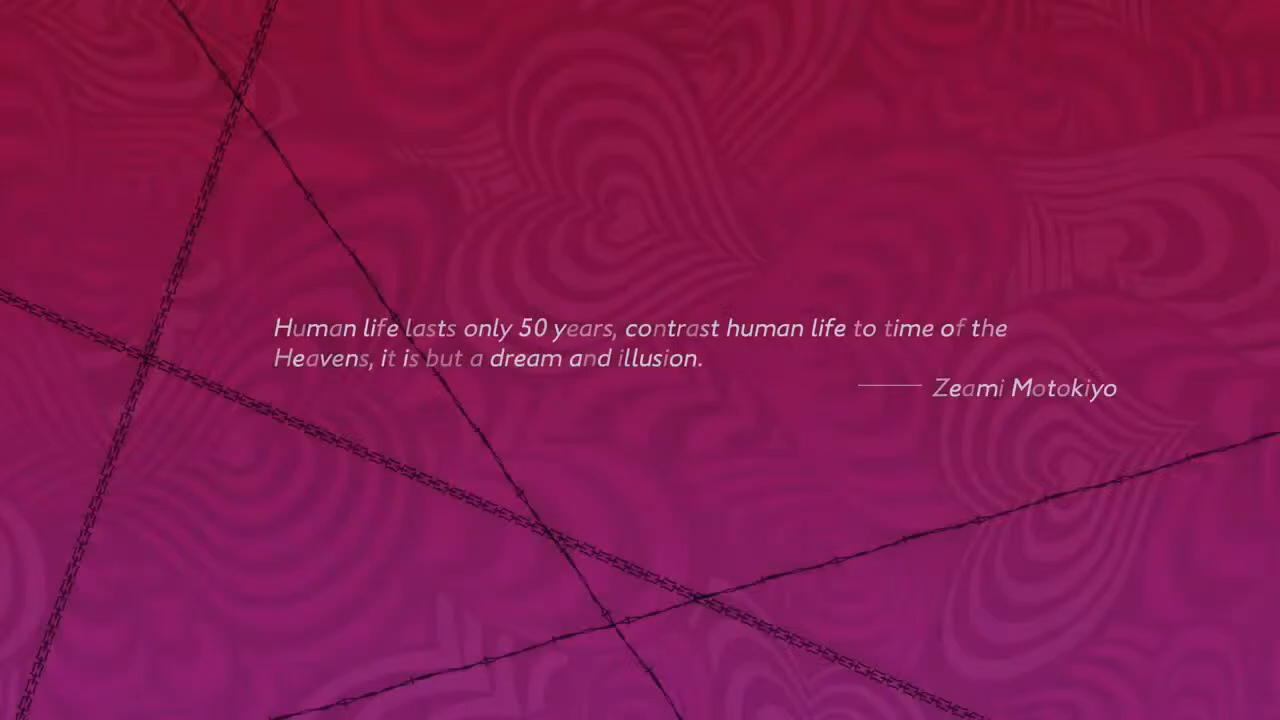 Human life lasts only 50 years, contrast human life to time of the
Heavens, it is but a dream and illusion.
Zeami Motokiyo